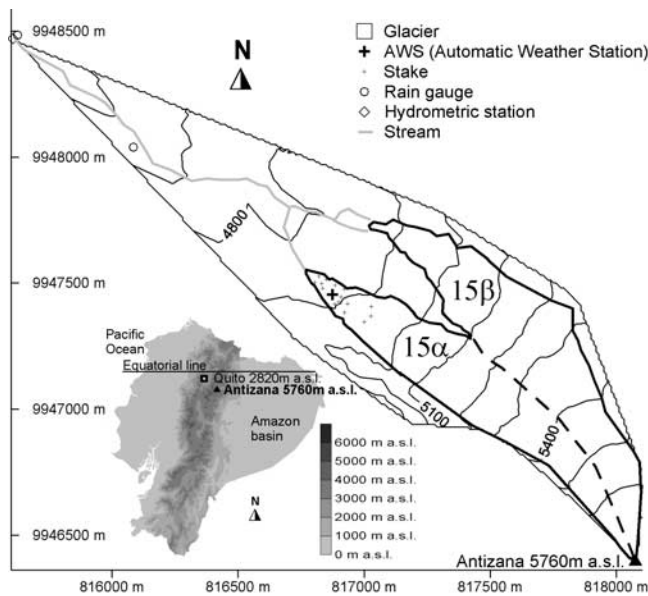 9948500 m
N
Glacier
AWS (Automatic Weather Station)
Stake
Rain gauge
Hydrometric station
Stream
9948000 m
4800
9947500 m
15β
15α
Pacific
Ocean
Equatorial line
Quito 2820m a.s.l.
Antizana 5760m a.s.l.
5100
9947000 m
Amazon
basin
5400
6000 m a.s.l.
5000 m a.s.l.
4000 m a.s.l.
3000 m a.s.l.
2000 m a.s.l.
1000 m a.s.l.
0 m a.s.l.
N
9946500 m
Antizana 5760m a.s.l.
816000 m
816500 m
817000 m
817500 m
818000 m